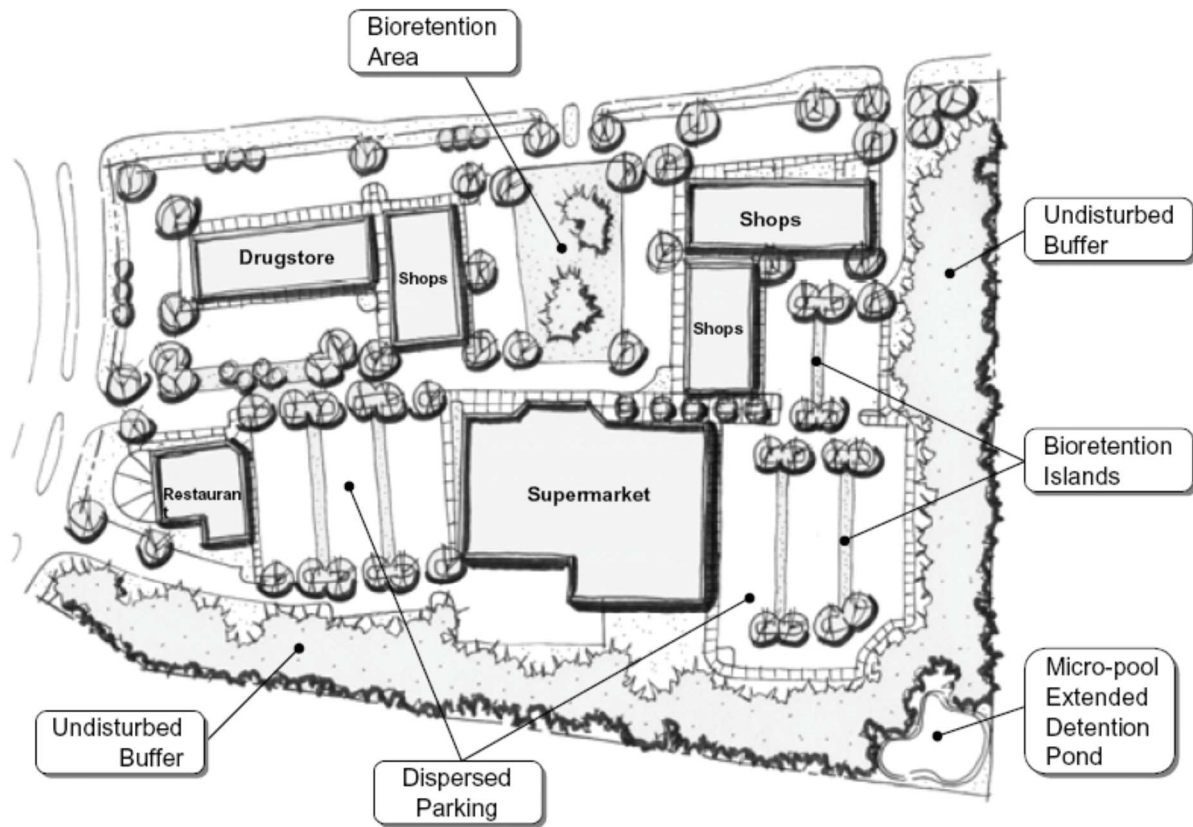 Bioretention
Area
Shops
Undisturbed
Buffer
Drugstore
Shops
Shops
Bioretention
Islands
Restauran
t
Supermarket
Micro-pool
Extended
Detention
Pond
Undisturbed
Buffer
Dispersed
Parking